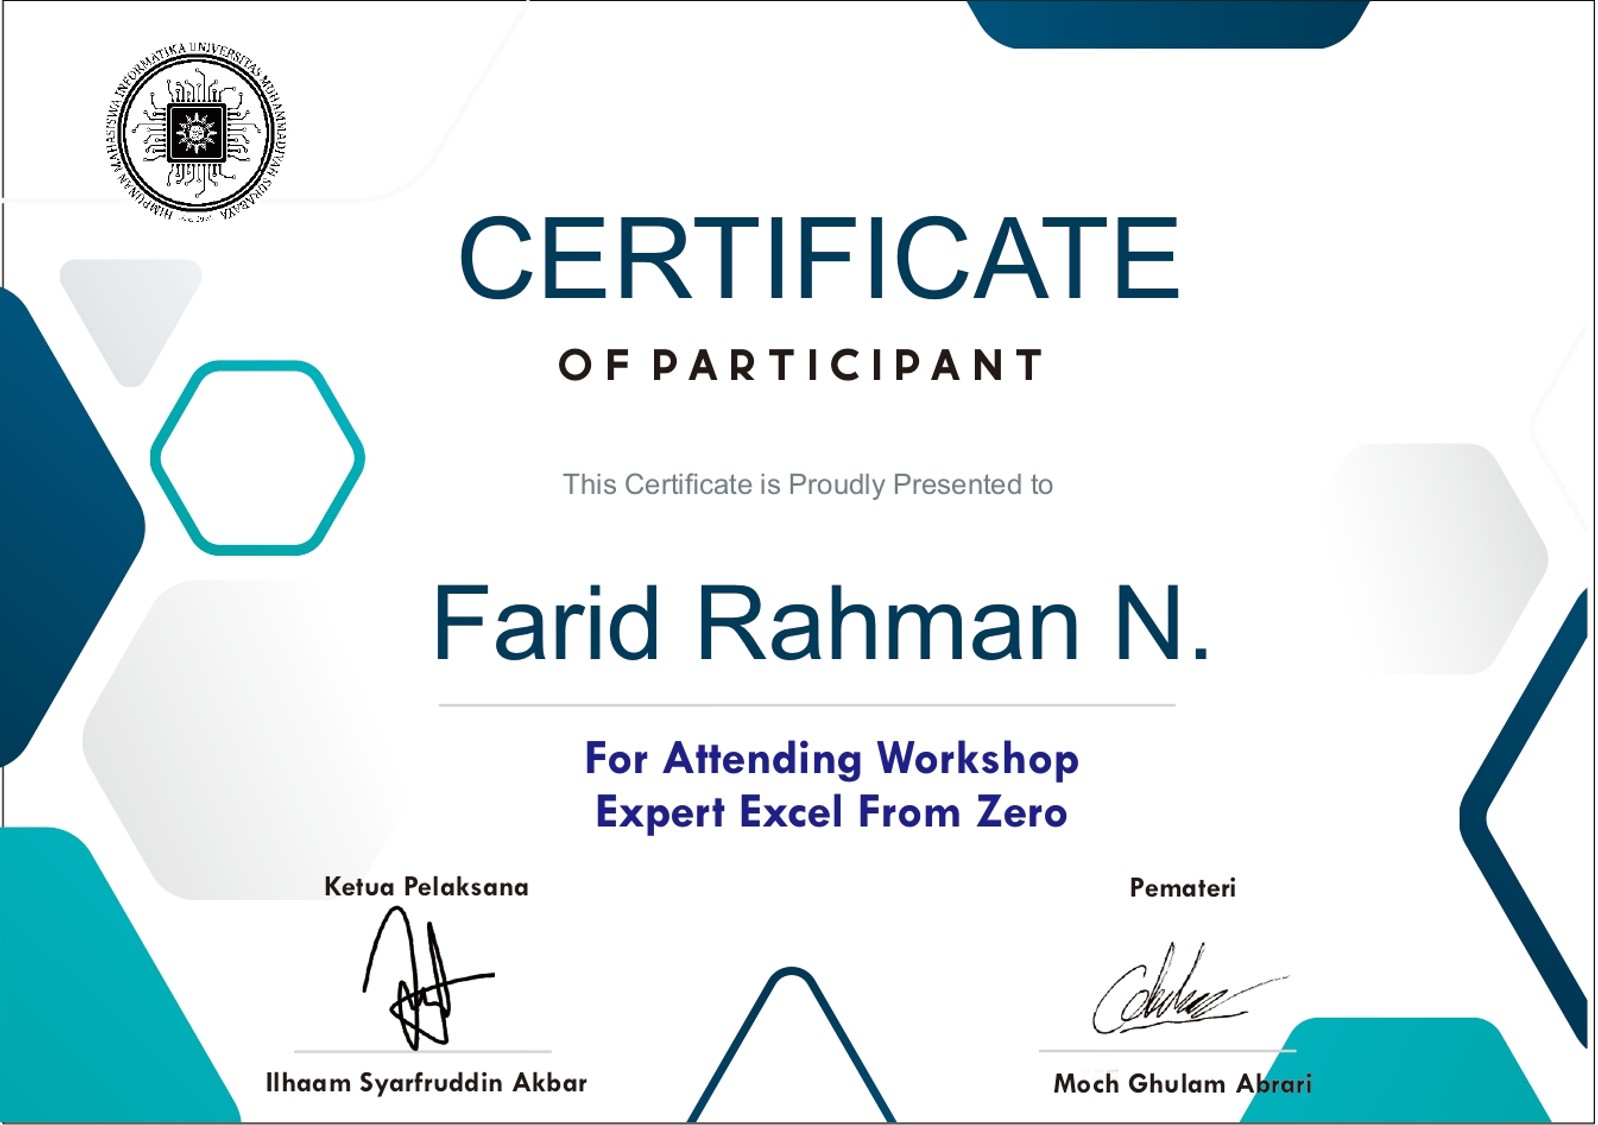 HIMPUNAN MAHASISWA INFORMATIKA UNIVERSITAS MUHAMMADIYAH SURABAYA
CERTIFICATE
OF PARTICIPANT
This Certificate is Proudly Presented to
Farid Rahman N.
For Attending Workshop
Expert Excel From Zero
Ketua Pelaksana
Pemateri
Ilhaam Syarfruddin Akbar
Moch Ghulam Abrari